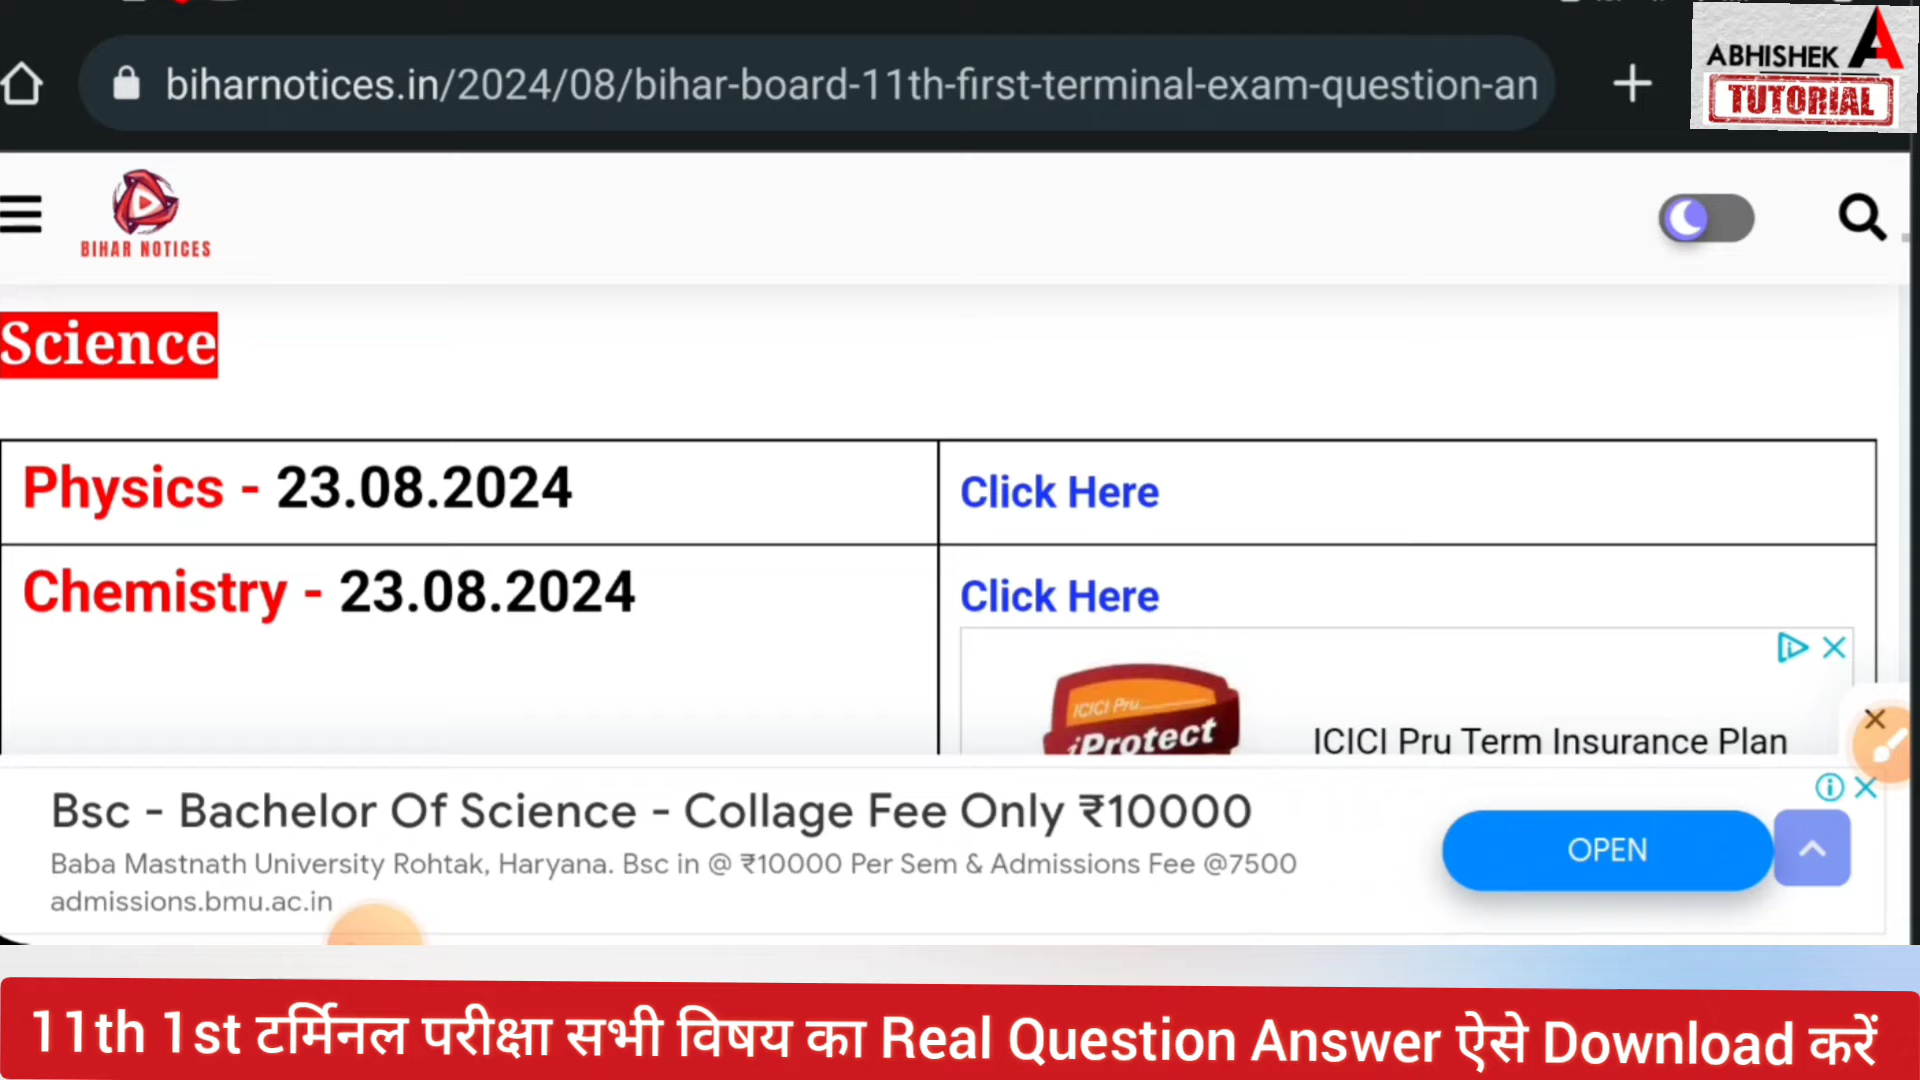 biharnotices.in/2024/08/bihar-board-11th-first-terminal-exam-question-an
ABHISHEK A
TUTORIAL
BIHAR NOTICES
Science
Physics - 23.08.2024
Click Here
Chemistry - 23.08.2024
Click Here
ICICI Pru
iProtect
ICICI Pru Term Insurance Plan
Bsc - Bachelor Of Science - Collage Fee Only ₹10000
Baba Mastnath University Rohtak, Haryana. Bsc in @ ₹10000 Per Sem & Admissions Fee @7500
admissions.bmu.ac.in
OPEN
11th 1st टर्मिनल परीक्षा सभी विषय का Real Question Answer ऐसे Download करें